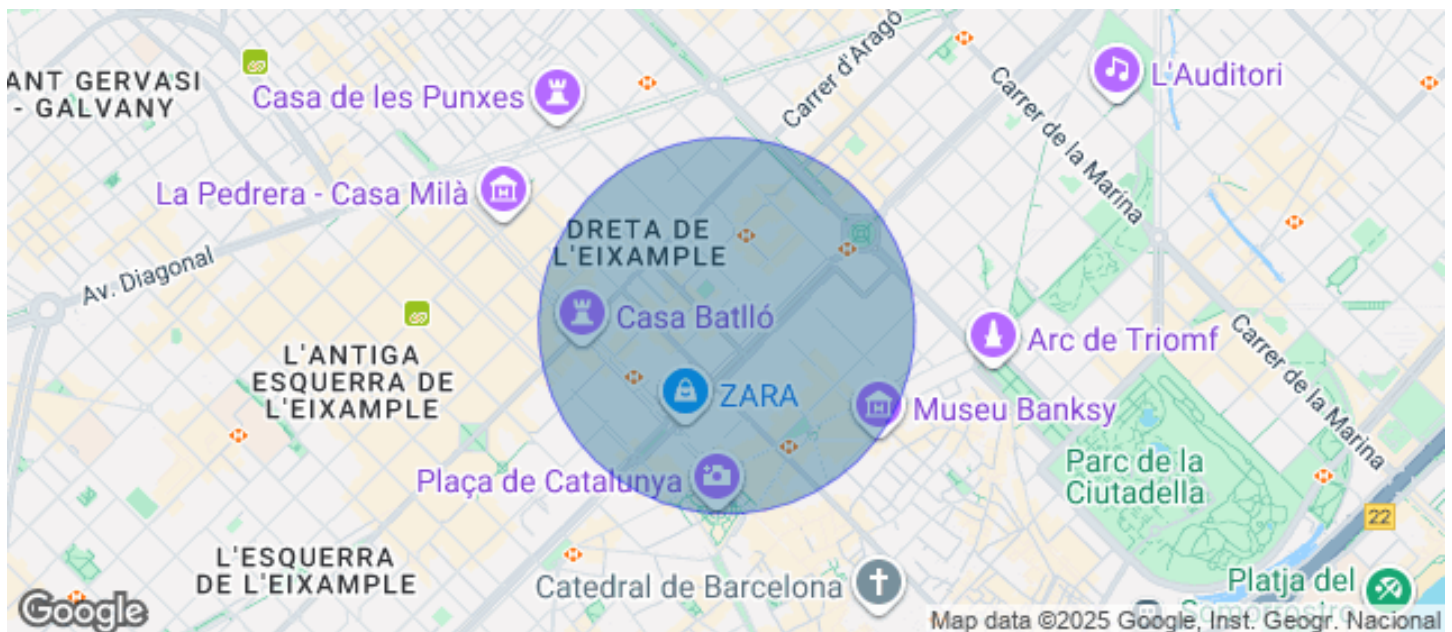 Carrer d'Aragó
L'Auditori
ANT GERVASI
- GALVANY
Casa de les Punxes
Carrer de la Marina
La Pedrera - Casa Milà
DRETA DE
L'EIXAMPLE
Av. Diagonal
Casa Batlló
Arc de Triomf
L'ANTIGA
ESQUERRA DE
L'EIXAMPLE
ZARA
Museu Banksy
Carrer de la Marina
Plaça de Catalunya
Parc de la
Ciutadella
22
L'ESQUERRA
DE L'EIXAMPLE
Catedral de Barcelona
Platja del
Somorrostro
Google
Map data ©2025 Google, Inst. Geogr. Nacional